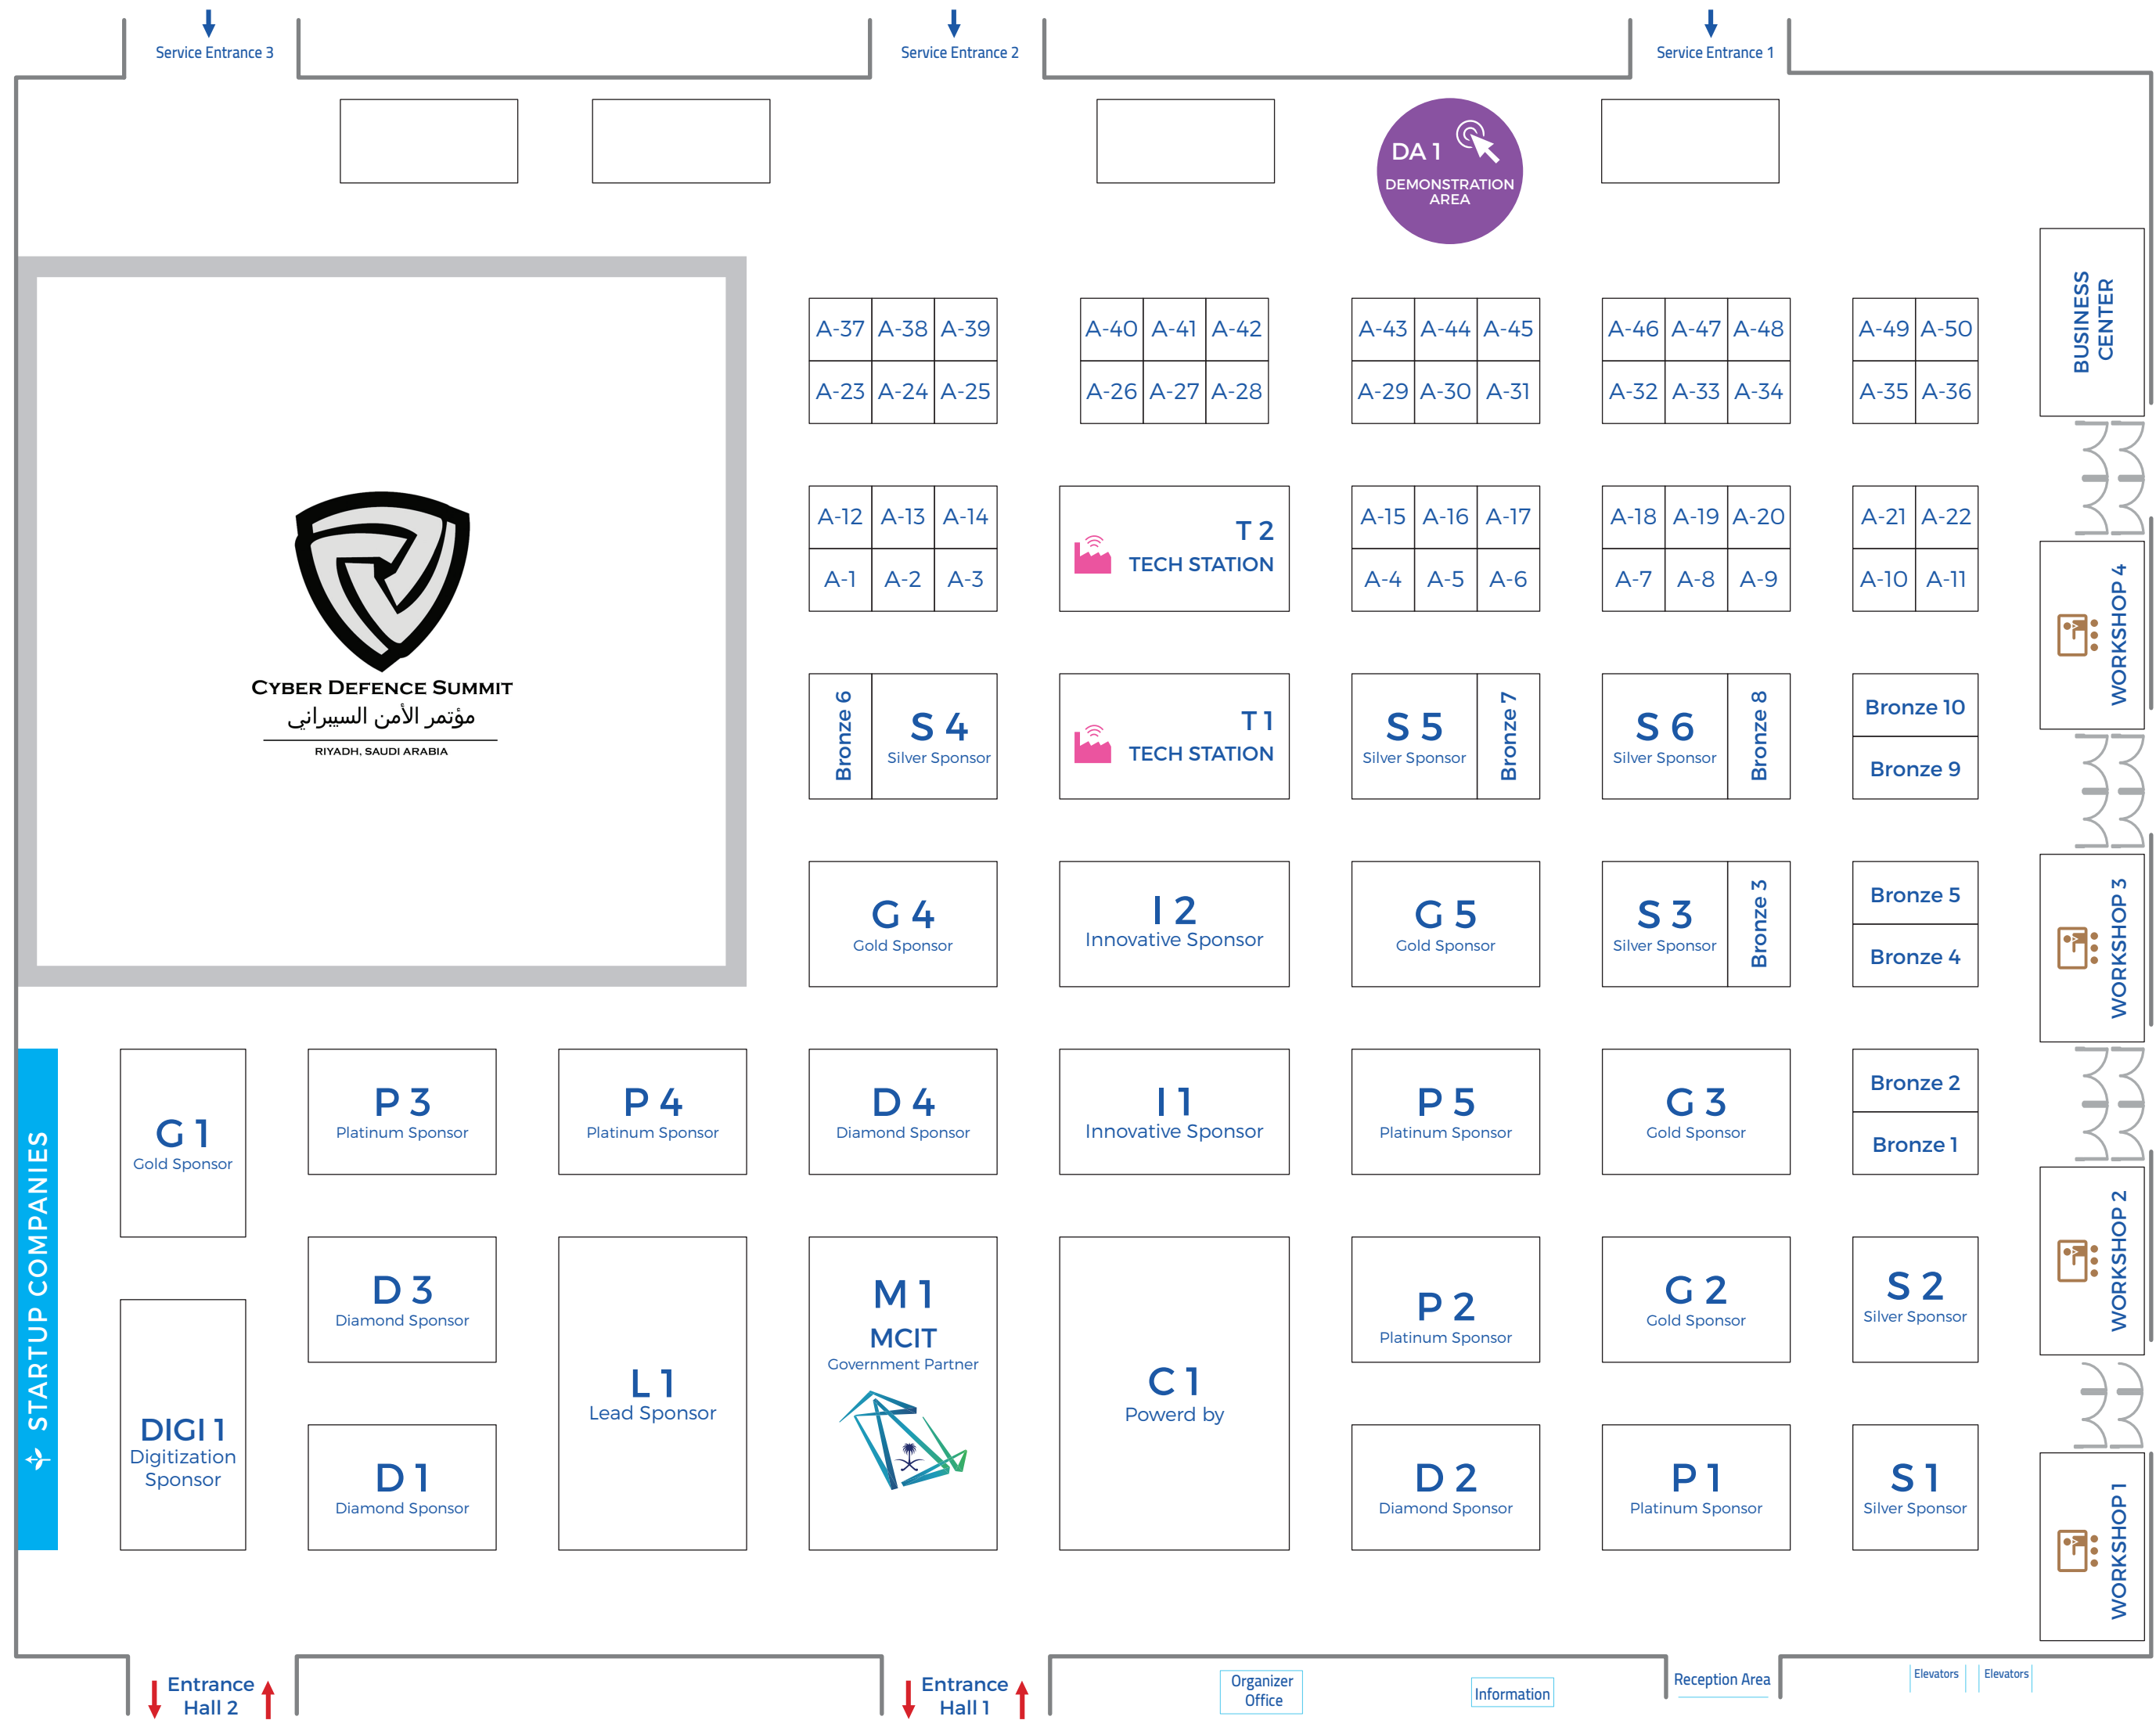 Service Entrance 3
Service Entrance 2
Service Entrance 1
DA 1
DEMONSTRATION
AREA
BUSINESS
CENTER
A-37 A-38 A-39
A-40 A-41 A-42
A-43 A-44 A-45
A-46 A-47 A-48
A-49 A-50
A-23 A-24 A-25
A-26 A-27 A-28
A-29 A-30 A-31
A-32 A-33 A-34
A-35 A-36
A-12 A-13 A-14
T 2
TECH STATION
A-15 A-16 A-17
A-18 A-19 A-20
A-21 A-22
A-1 A-2 A-3
A-4 A-5 A-6
A-7 A-8 A-9
A-10 A-11
WORKSHOP 4
CYBER DEFENCE SUMMIT
مؤتمر الأمن السيبراني
RIYADH, SAUDI ARABIA
Bronze 6
S 4
Silver Sponsor
T 1
TECH STATION
S 5
Silver Sponsor
Bronze 7
S 6
Silver Sponsor
Bronze 8
Bronze 10
Bronze 9
G 4
Gold Sponsor
I 2
Innovative Sponsor
G 5
Gold Sponsor
S 3
Silver Sponsor
Bronze 3
Bronze 5
Bronze 4
WORKSHOP 3
STARTUP COMPANIES
G 1
Gold Sponsor
P 3
Platinum Sponsor
P 4
Platinum Sponsor
D 4
Diamond Sponsor
I 1
Innovative Sponsor
P 5
Platinum Sponsor
G 3
Gold Sponsor
Bronze 2
Bronze 1
WORKSHOP 2
D 3
Diamond Sponsor
L 1
Lead Sponsor
M 1
MCIT
Government Partner
C 1
Powerd by
P 2
Platinum Sponsor
G 2
Gold Sponsor
S 2
Silver Sponsor
DIGI 1
Digitization
Sponsor
D 1
Diamond Sponsor
D 2
Diamond Sponsor
P 1
Platinum Sponsor
S 1
Silver Sponsor
WORKSHOP 1
Entrance
Hall 2
Entrance
Hall 1
Organizer
Office
Information
Reception Area
Elevators
Elevators